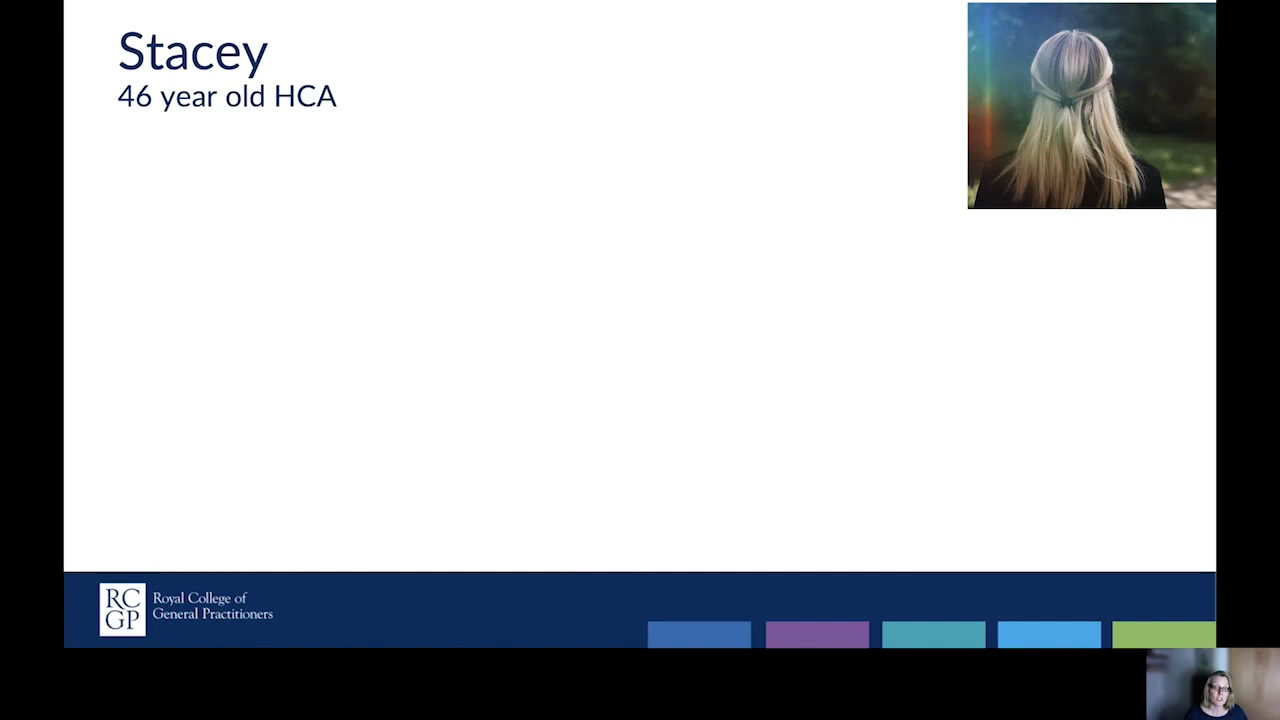 Stacey
46 year old HCA
RC
GP
Royal College of
General Practitioners